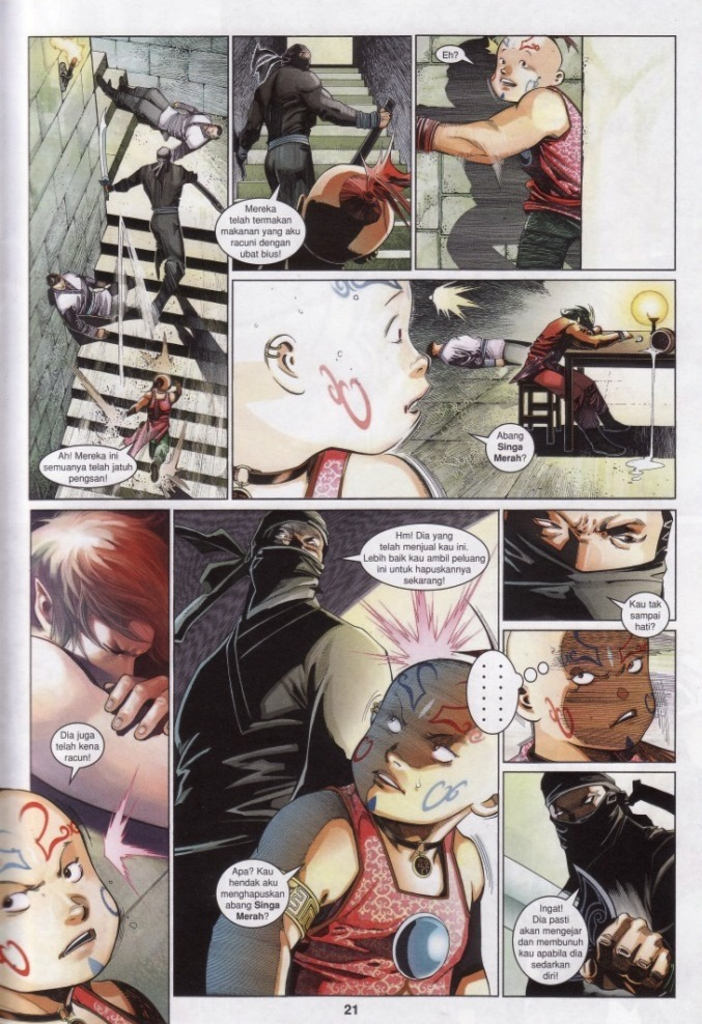 Ah! Mereka ini
semuanya telah jatuh
pengsan!
Mereka
telah termakan
makanan yang aku
racuni dengan
ubat bius!
Eh?
Abang
Singa
Merah?
Dia juga
telah kena
racun!
Hm! Dia yang
telah menjual kau ini.
Lebih baik kau ambil peluang
ini untuk hapuskannya
sekarang!
Apa? Kau
hendak aku
menghapuskan
abang Singa
Merah?
Kau tak
sampai
hati?
Ingat!
Dia pasti
akan mengejar
dan membunuh
kau apabila dia
sedarkan
diri!
21